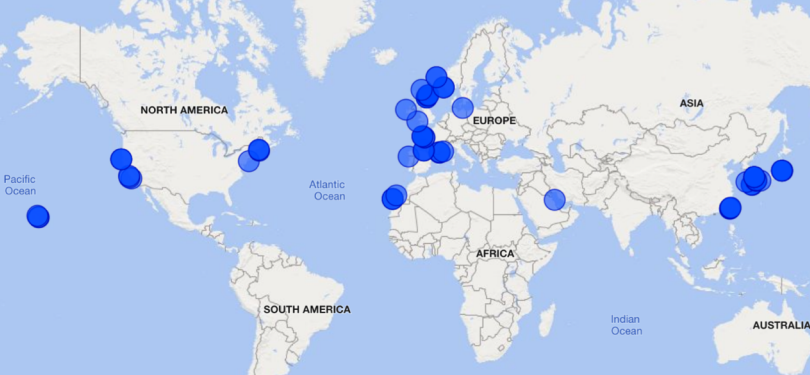 NORTH AMERICA
EUROPE
ASIA
Pacific
Ocean
Atlantic
Ocean
AFRICA
SOUTH AMERICA
Indian
Ocean
AUSTRALIA